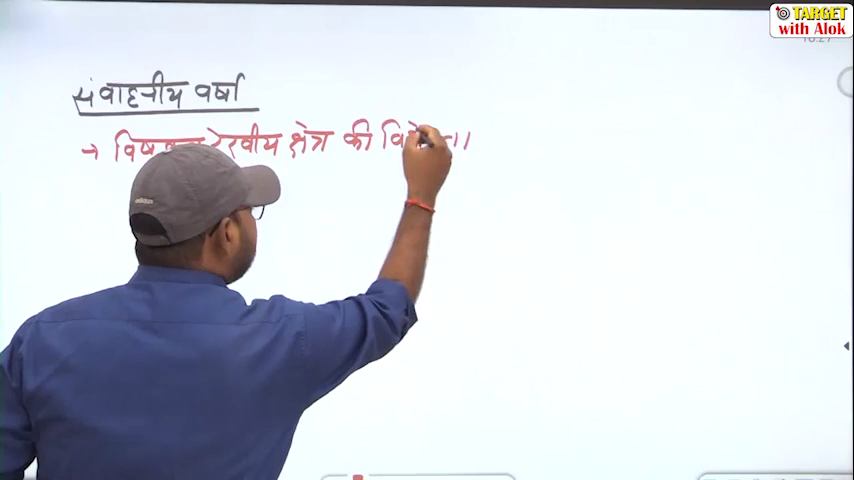 TARGET
with Alok
संवाहनीय वर्षा
→ रेखीय क्षेत्र की